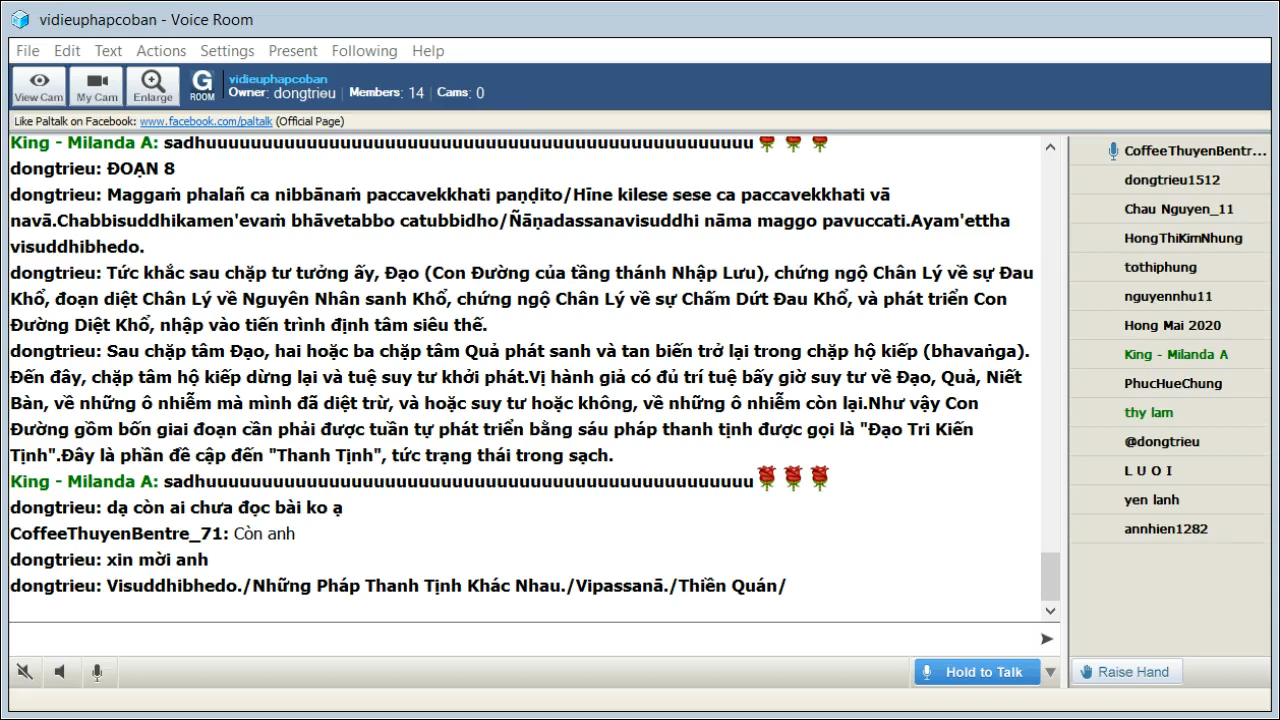 vidieuphapcoban - Voice Room
File Edit Text Actions Settings Present Following Help
View Cam My Cam Enlarge G ROOM
vidieuphapcoban
Owner: dongtrieu | Members: 14 | Cams: 0
Like Paltalk on Facebook: www.facebook.com/paltalk (Official Page)
King - Milanda A: sadhuuuuuuuuuuuuuuuuuuuuuuuuuuuuuuuuuuuuuuuuuuuuuuuuu
dongtrieu: ĐOẠN 8
dongtrieu: Maggaṁ phalañ ca nibbānaṁ paccavekkhati paṇḍito/Hīne kilese sese ca paccavekkhati vā
navā.Chabbisuddhikamen'evaṁ bhāvetabbo catubbidho/Ñāṇadassanavisuddhi nāma maggo pavuccati.Ayam'ettha
visuddhibhedo.
dongtrieu: Tức khắc sau chặp tư tưởng ấy, Đạo (Con Đường của tầng thánh Nhập Lưu), chứng ngộ Chân Lý về sự Đau
Khổ, đoạn diệt Chân Lý về Nguyên Nhân sanh Khổ, chứng ngộ Chân Lý về sự Chấm Dứt Đau Khổ, và phát triển Con
Đường Diệt Khổ, nhập vào tiến trình định tâm siêu thế.
dongtrieu: Sau chặp tâm Đạo, hai hoặc ba chặp tâm Quả phát sanh và tan biến trở lại trong chặp hộ kiếp (bhavaṅga).
Đến đây, chặp tâm hộ kiếp dừng lại và tuệ suy tư khởi phát.Vị hành giả có đủ trí tuệ bấy giờ suy tư về Đạo, Quả, Niết
Bàn, về những ô nhiễm mà mình đã diệt trừ, và hoặc suy tư hoặc không, về những ô nhiễm còn lại.Như vậy Con
Đường gồm bốn giai đoạn cần phải được tuần tự phát triển bằng sáu pháp thanh tịnh được gọi là "Đạo Tri Kiến
Tịnh".Đây là phần đề cập đến "Thanh Tịnh", tức trạng thái trong sạch.
King - Milanda A: sadhuuuuuuuuuuuuuuuuuuuuuuuuuuuuuuuuuuuuuuuuuuuuuuuuu
dongtrieu: dạ còn ai chưa đọc bài ko ạ
CoffeeThuyenBentre_71: Còn anh
dongtrieu: xin mời anh
dongtrieu: Visuddhibhedo./Những Pháp Thanh Tịnh Khác Nhau./Vipassanā./Thiền Quán/
CoffeeThuyenBentr...
dongtrieu1512
Chau Nguyen_11
HongThiKimNhung
tothiphung
nguyennhu11
Hong Mai 2020
King - Milanda A
PhucHueChung
thy lam
@dongtrieu
L U O I
yen lanh
annhien1282
Hold to Talk
Raise Hand